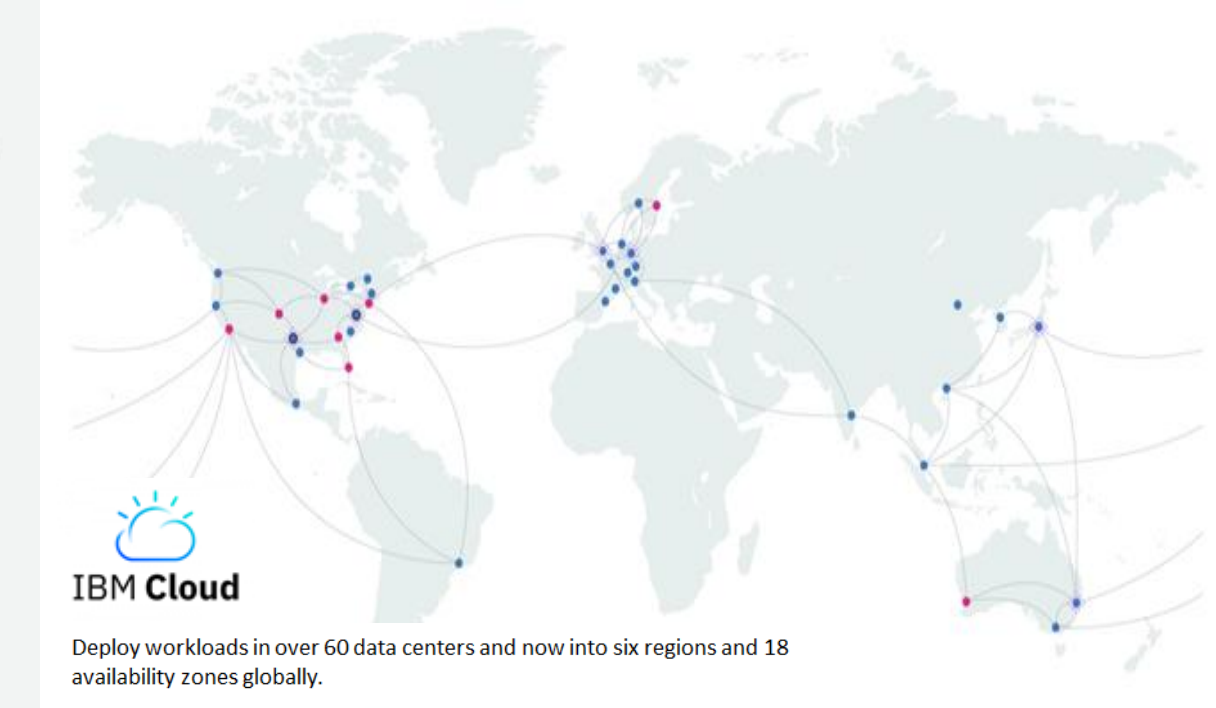 IBM Cloud
Deploy workloads in over 60 data centers and now into six regions and 18
availability zones globally.